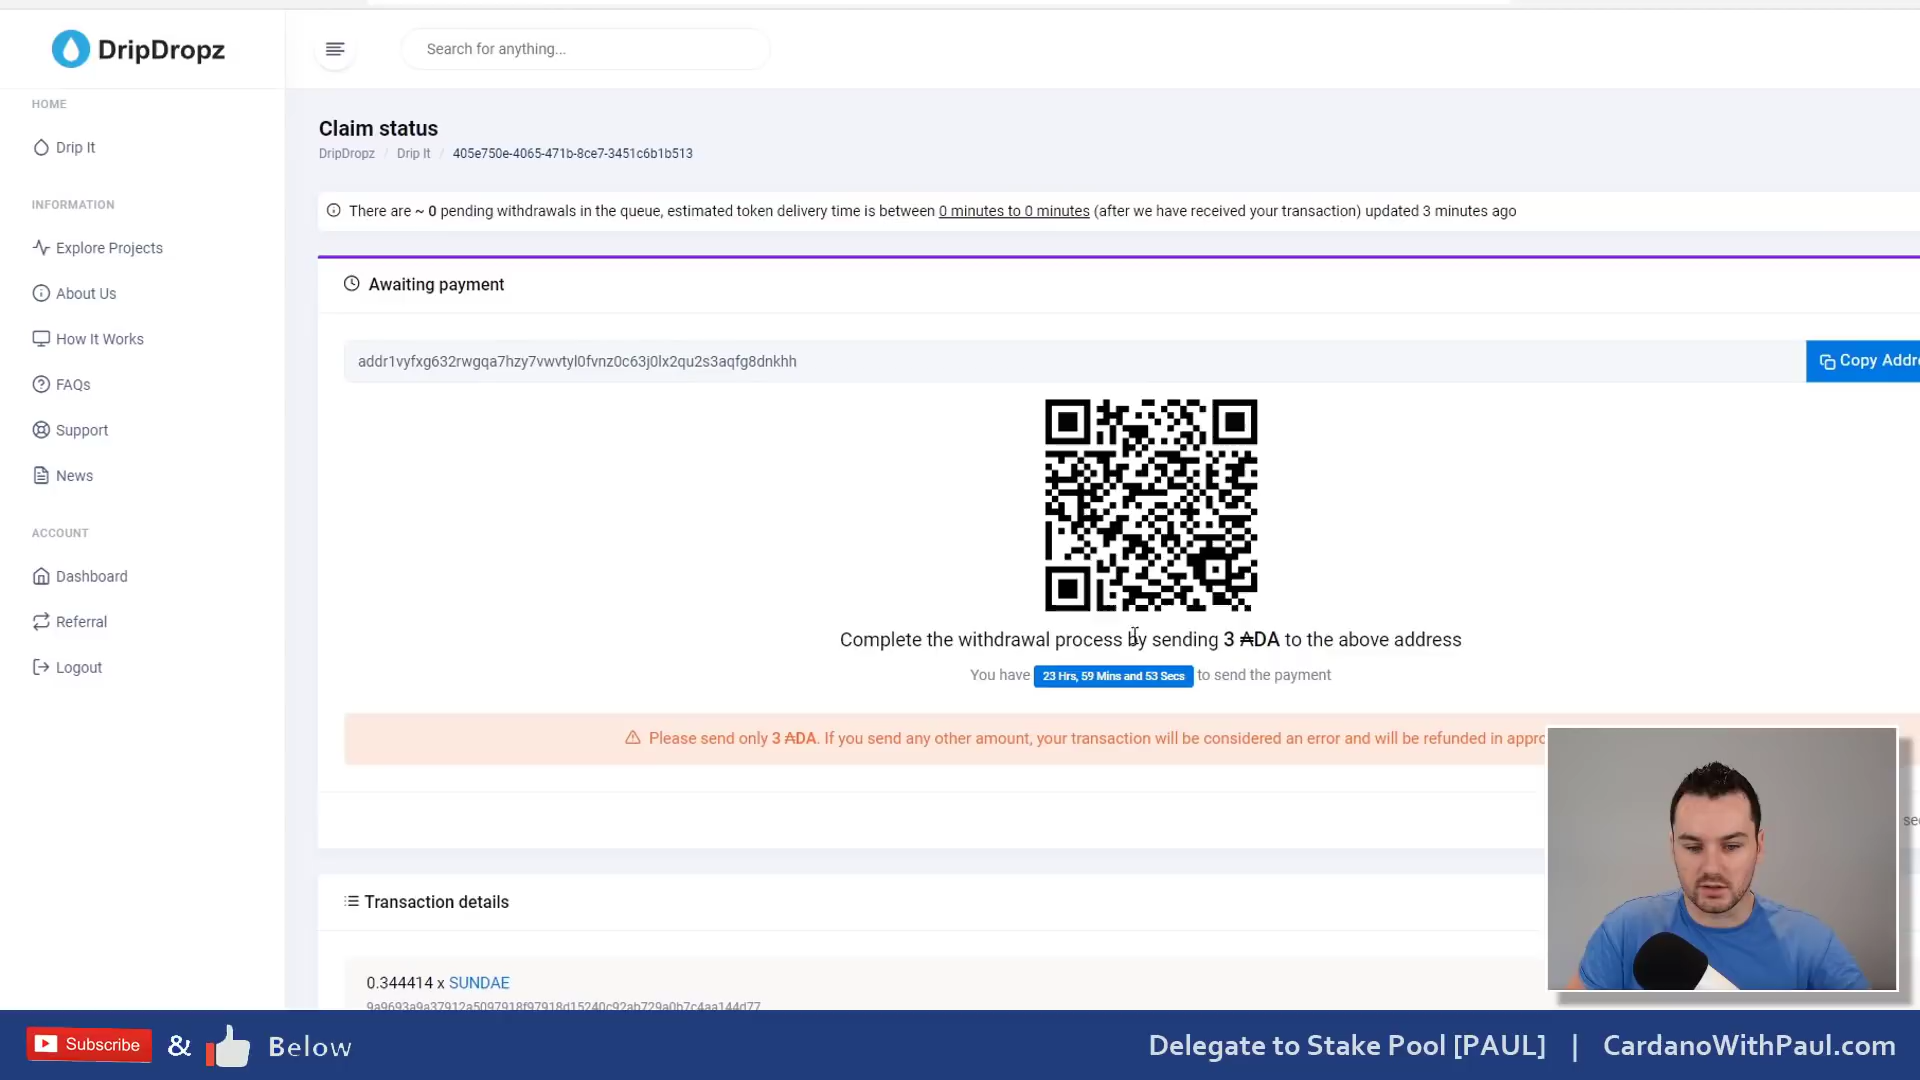 DripDropz
Search for anything...
HOME
Drip It
INFORMATION
Explore Projects
About Us
How It Works
FAQs
Support
News
ACCOUNT
Dashboard
Referral
Logout
Claim status
DripDropz / Drip It / 405e750e-4065-471b-8ce7-3451c6b1b513
There are ~ 0 pending withdrawals in the queue, estimated token delivery time is between 0 minutes to 0 minutes (after we have received your transaction) updated 3 minutes ago
Awaiting payment
addr1vyfxg632rwgqa7hzy7vwvtyl0fvnz0c63j0lx2qu2s3aqfg8dnkhh
Copy Addre
Complete the withdrawal process by sending 3 ₳DA to the above address
You have 23 Hrs, 59 Mins and 53 Secs to send the payment
Please send only 3 ₳DA. If you send any other amount, your transaction will be considered an error and will be refunded in appro
Transaction details
0.344414 x SUNDAE
9a9693a9a37912a5097918f97918d15240c92ab729a0b7c4aa144d77
Subscribe & Below
Delegate to Stake Pool [PAUL] | CardanoWithPaul.com